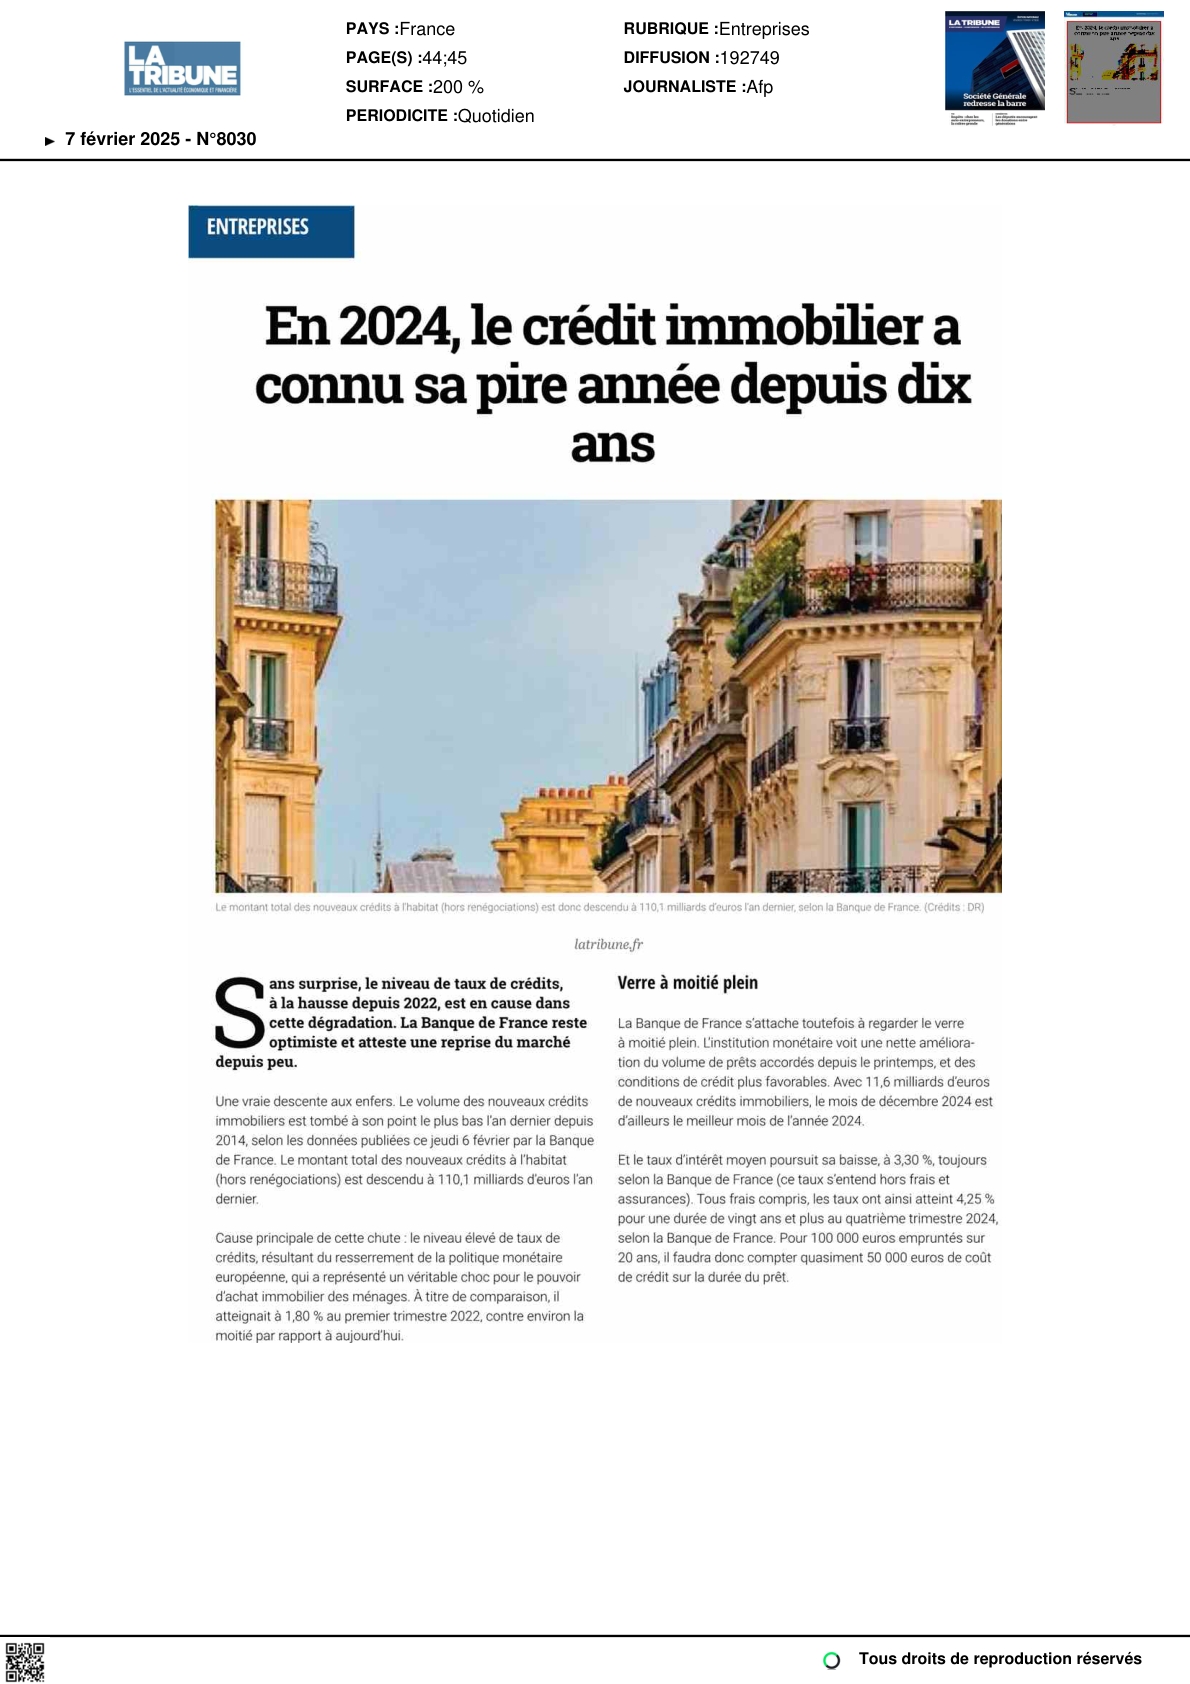 LA
TRIBUNE
L'ESSENTIEL DE L'ACTUALITÉ ÉCONOMIQUE ET FINANCIÈRE
► 7 février 2025 - N°8030
PAYS :France
PAGE(S) :44;45
SURFACE :200 %
PERIODICITE :Quotidien
RUBRIQUE :Entreprises
DIFFUSION :192749
JOURNALISTE :Afp
LA TRIBUNE
Société Générale
redresse la barre
ENTREPRISES
En 2024, le crédit immobilier a
connu sa pire année depuis dix
ans
Le montant total des nouveaux crédits à l'habitat (hors renégociations) est donc descendu à 110,1 milliards d'euros l'an dernier, selon la Banque de France. (Crédits : DR)
latribune.fr
Sans surprise, le niveau de taux de crédits,
à la hausse depuis 2022, est en cause dans
cette dégradation. La Banque de France reste
optimiste et atteste une reprise du marché
depuis peu.
Une vraie descente aux enfers. Le volume des nouveaux crédits
immobiliers est tombé à son point le plus bas l'an dernier depuis
2014, selon les données publiées ce jeudi 6 février par la Banque
de France. Le montant total des nouveaux crédits à l'habitat
(hors renégociations) est descendu à 110,1 milliards d'euros l'an
dernier.
Cause principale de cette chute : le niveau élevé de taux de
crédits, résultant du resserrement de la politique monétaire
européenne, qui a représenté un véritable choc pour le pouvoir
d'achat immobilier des ménages. À titre de comparaison, il
atteignait à 1,80 % au premier trimestre 2022, contre environ la
moitié par rapport à aujourd'hui.
Verre à moitié plein
La Banque de France s'attache toutefois à regarder le verre
à moitié plein. L'institution monétaire voit une nette améliora-
tion du volume de prêts accordés depuis le printemps, et des
conditions de crédit plus favorables. Avec 11,6 milliards d'euros
de nouveaux crédits immobiliers, le mois de décembre 2024 est
d'ailleurs le meilleur mois de l'année 2024.
Et le taux d'intérêt moyen poursuit sa baisse, à 3,30 %, toujours
selon la Banque de France (ce taux s'entend hors frais et
assurances). Tous frais compris, les taux ont ainsi atteint 4,25 %
pour une durée de vingt ans et plus au quatrième trimestre 2024,
selon la Banque de France. Pour 100 000 euros empruntés sur
20 ans, il faudra donc compter quasiment 50 000 euros de coût
de crédit sur la durée du prêt.
Tous droits de reproduction réservés